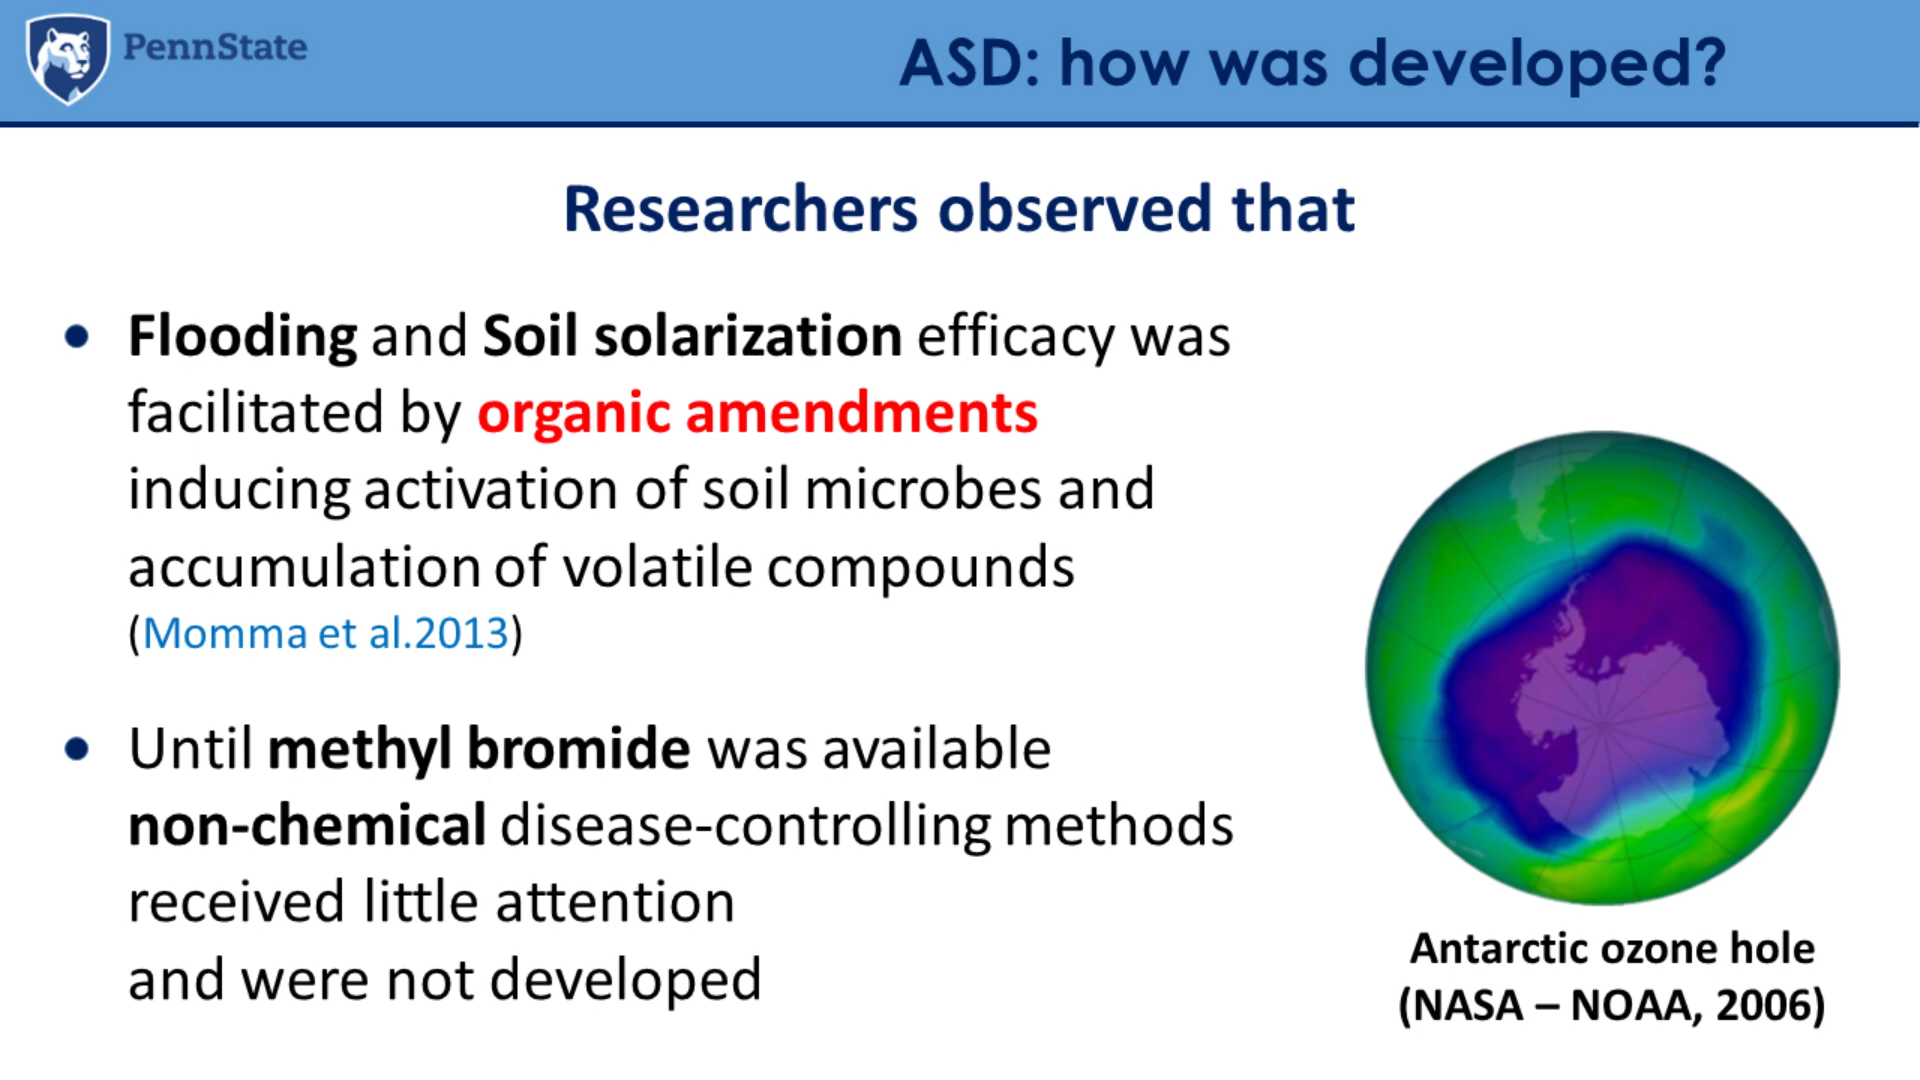 PennState
ASD: how was developed?
Researchers observed that
• Flooding and Soil solarization efficacy was
facilitated by organic amendments
inducing activation of soil microbes and
accumulation of volatile compounds
(Momma et al.2013)
• Until methyl bromide was available
non-chemical disease-controlling methods
received little attention
and were not developed
Antarctic ozone hole
(NASA – NOAA, 2006)